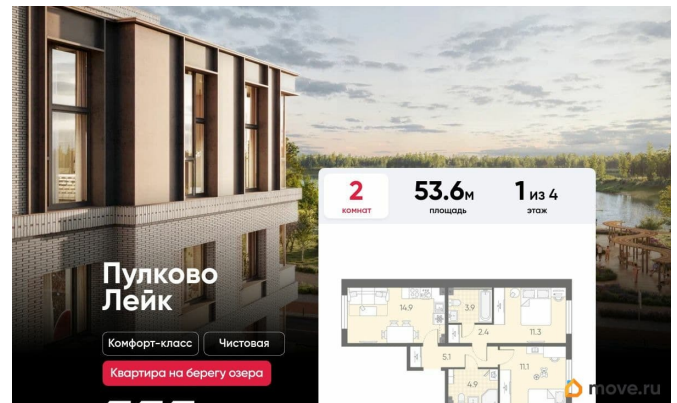 2
комнат
53.6м
площадь
1 из 4
этаж
Пулково
Лейк
Комфорт-класс
Чистовая
Квартира на берегу озера
14.9
3.9
2.4
11.3
5.1
4.9
11.1
move.ru